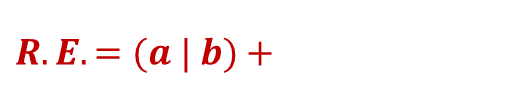 R. E. = (a | b) +